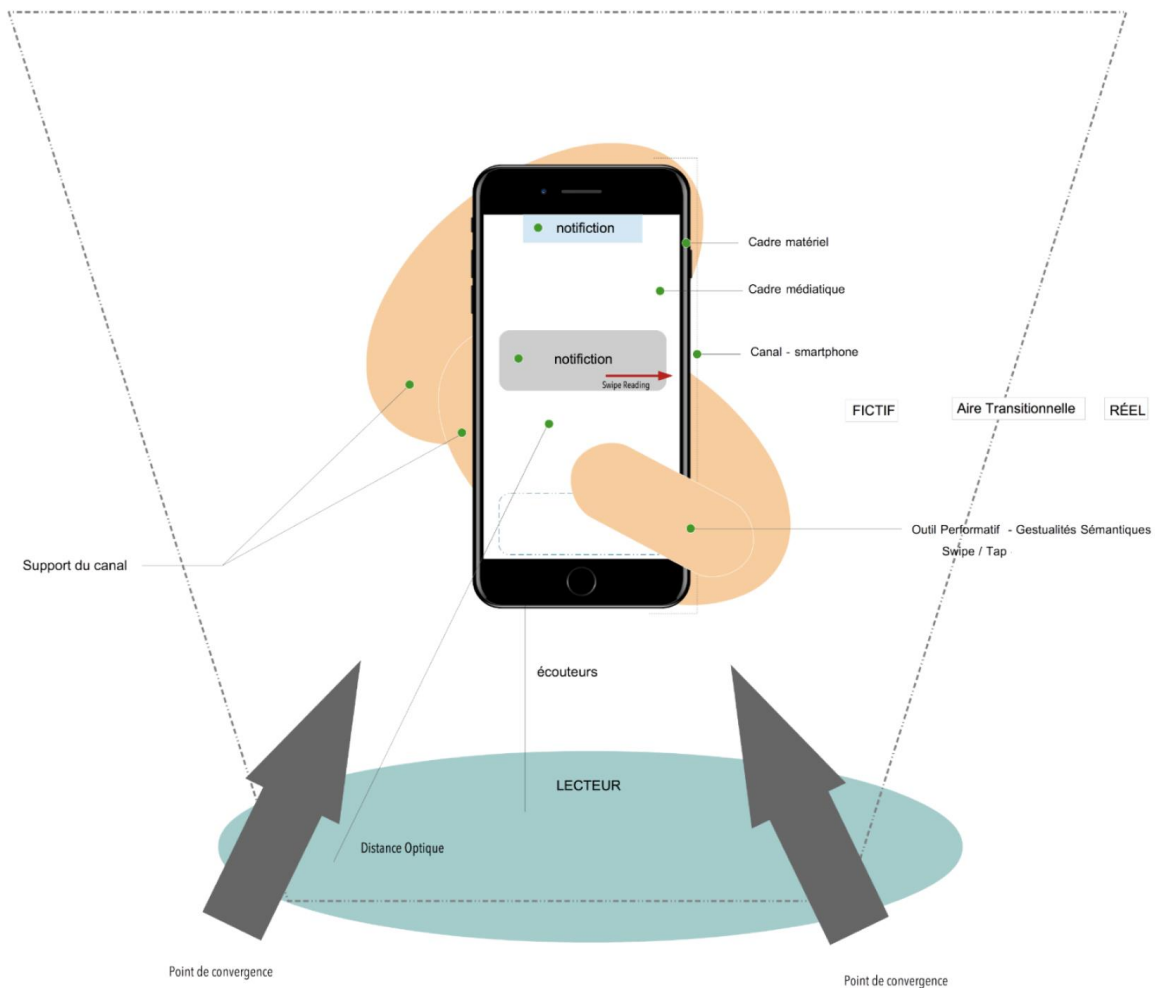 notifiction
Cadre matériel
Cadre médiatique
Canal - smartphone
notifiction
Swipe Reading
FICTIF
Aire Transitionnelle
RÉEL
Outil Performatif - Gestualités Sémantiques
Swipe / Tap
Support du canal
écouteurs
LECTEUR
Distance Optique
Point de convergence
Point de convergence